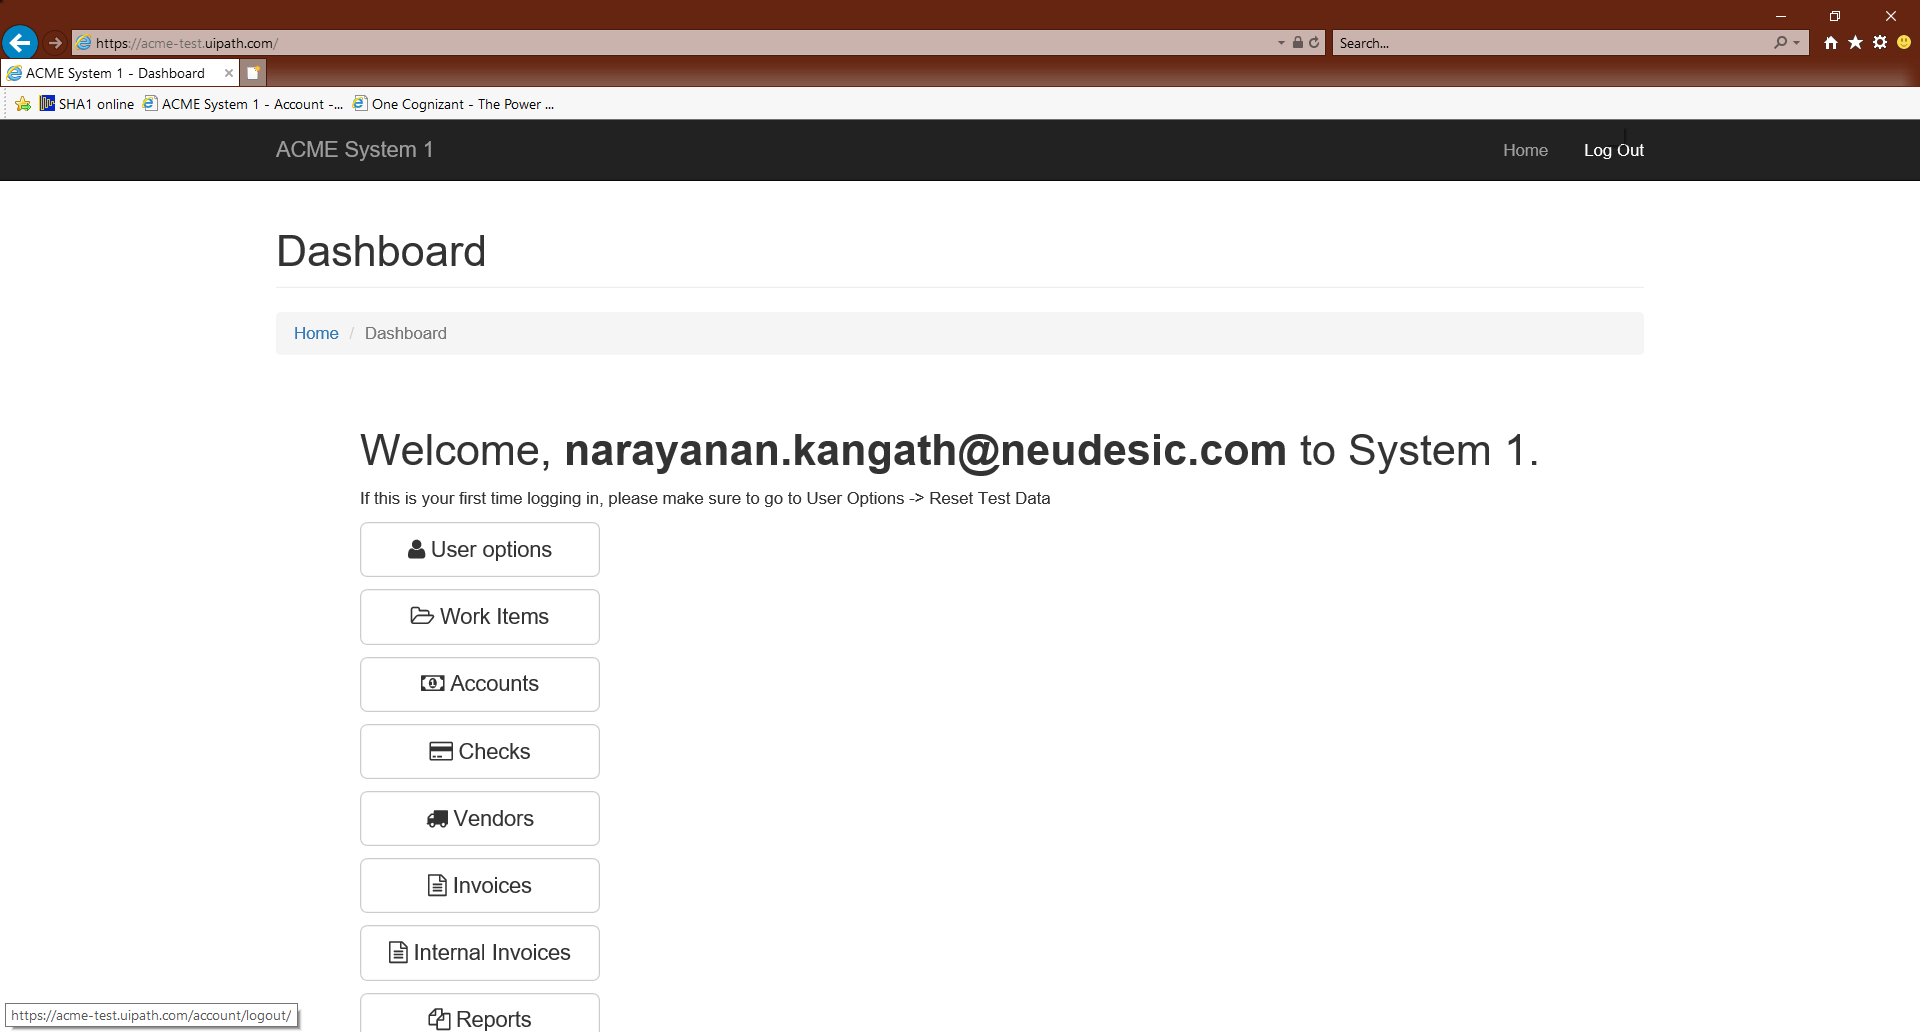 https://acme-test.uipath.com/
Search...
ACME System 1 - Dashboard
SHA1 online
ACME System 1 - Account -...
One Cognizant - The Power ...
ACME System 1
Home
Log Out
Dashboard
Home / Dashboard
Welcome, narayanan.kangath@neudesic.com to System 1.
If this is your first time logging in, please make sure to go to User Options -> Reset Test Data
User options
Work Items
Accounts
Checks
Vendors
Invoices
Internal Invoices
Reports
https://acme-test.uipath.com/account/logout/